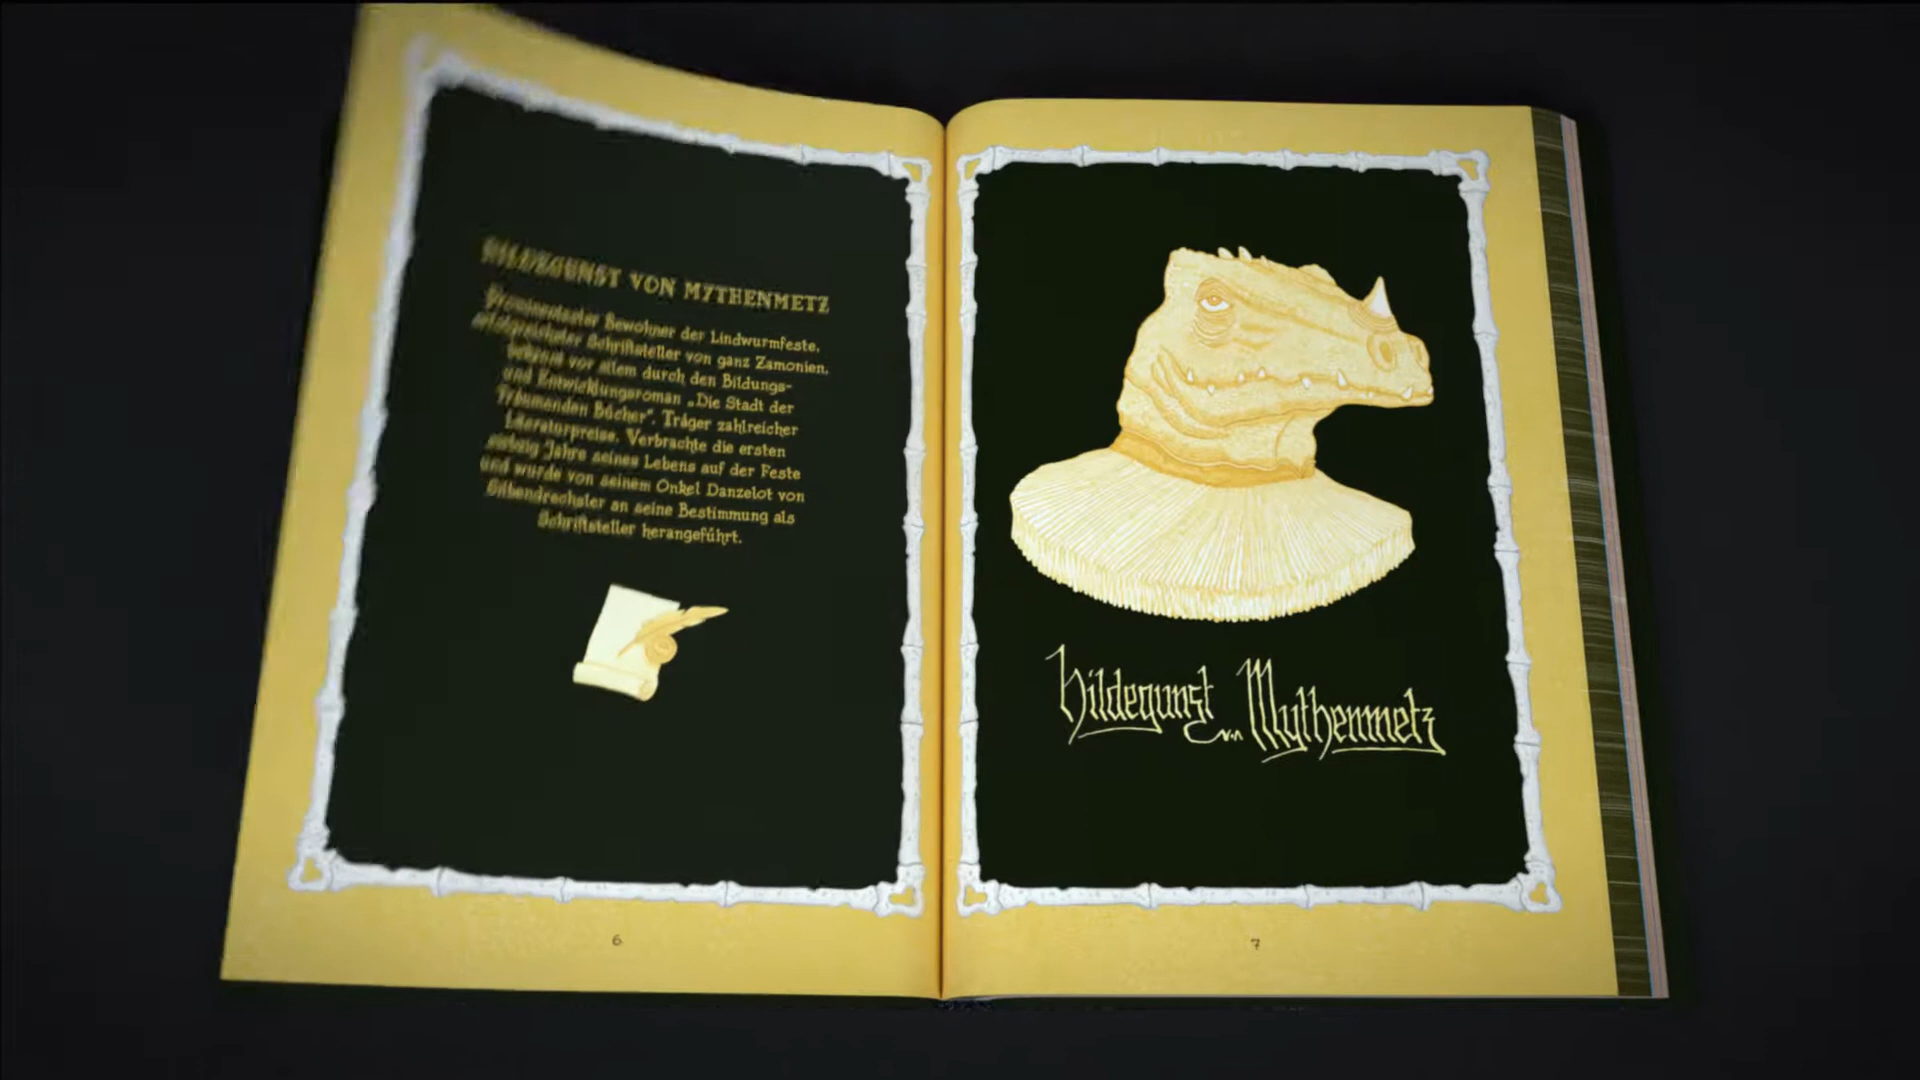 HILDEGUNST VON MYTHENMETZ
Prominentester Bewohner der Lindwurmfeste,
erfolgreichster Schriftsteller von ganz Zamonien,
bekannt vor allem durch den Bildungs-
und Entwicklungsroman „Die Stadt der
Träumenden Bücher“. Träger zahlreicher
Literaturpreise. Verbrachte die ersten
siebzig Jahre seines Lebens auf der Feste
und wurde von seinem Onkel Danzelot von
Silbendrechsler an seine Bestimmung als
Schriftsteller herangeführt.
6
Hildegunst von Mythenmetz
7